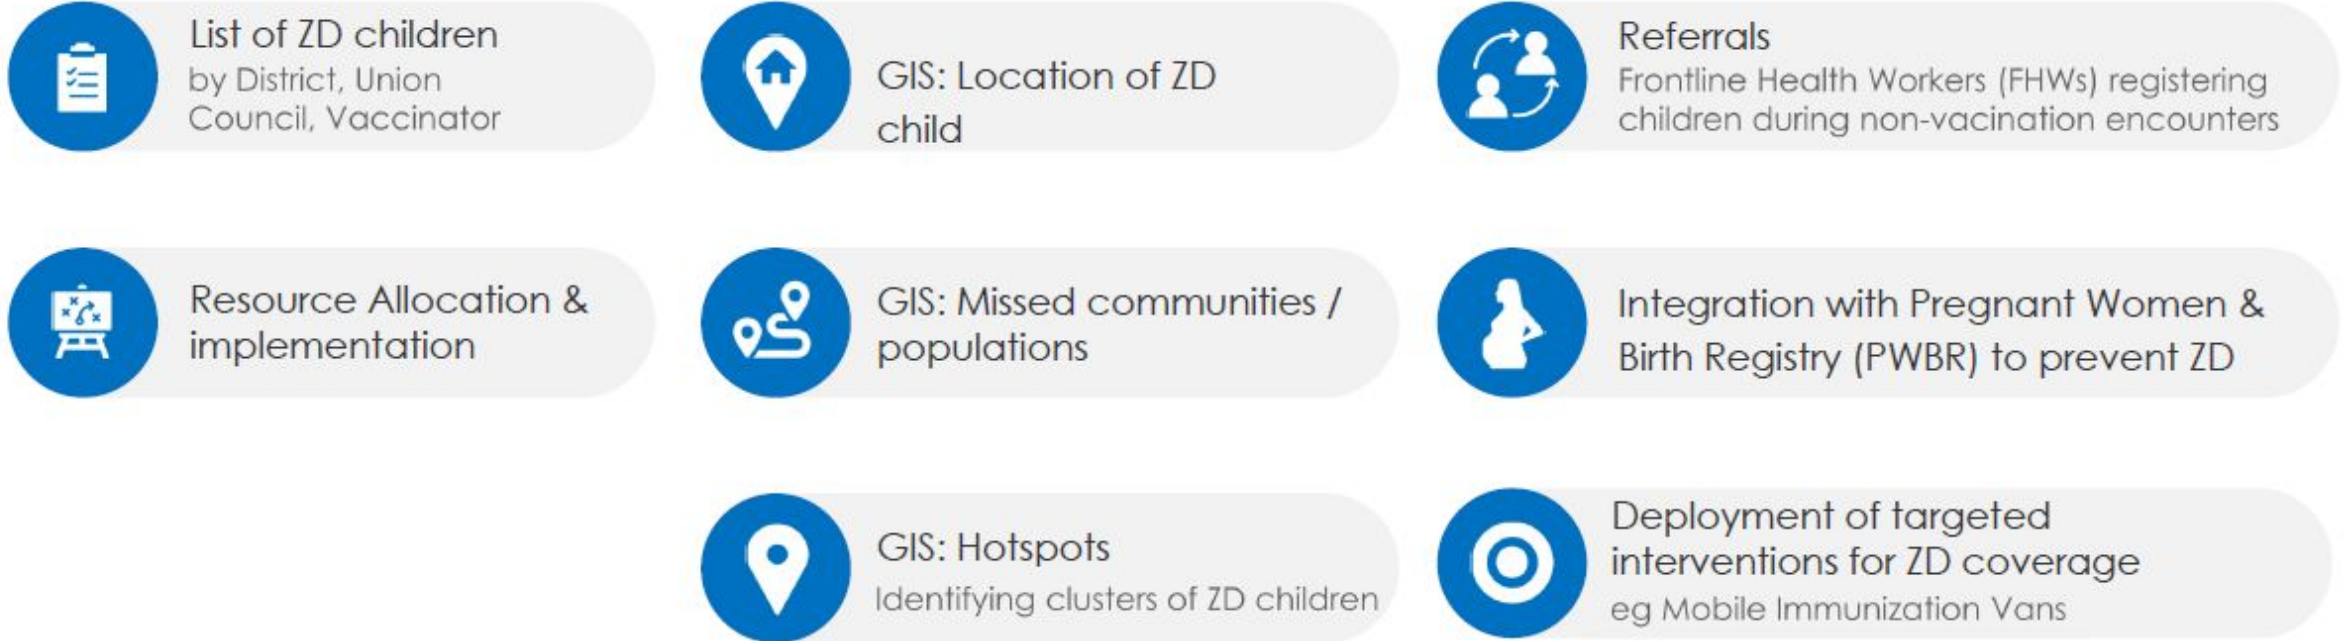 List of ZD children
by District, Union
Council, Vaccinator
GIS: Location of ZD
child
Referrals
Frontline Health Workers (FHWs) registering
children during non-vacination encounters
Resource Allocation &
implementation
GIS: Missed communities /
populations
Integration with Pregnant Women &
Birth Registry (PWBR) to prevent ZD
GIS: Hotspots
Identifying clusters of ZD children
Deployment of targeted
interventions for ZD coverage
eg Mobile Immunization Vans